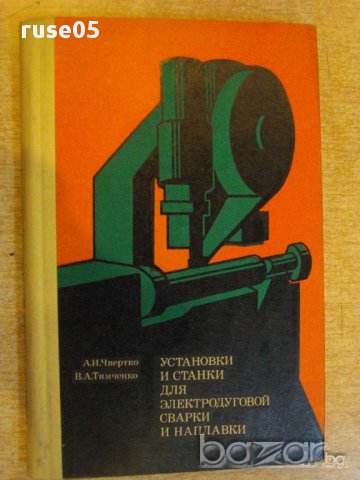 ruse05
А.И.Чвертко
В.А.Тимченко
УСТАНОВКИ
И СТАНКИ
ДЛЯ
ЭЛЕКТРОДУГОВОЙ
СВАРКИ
И НАПЛАВКИ
bazar
.bg